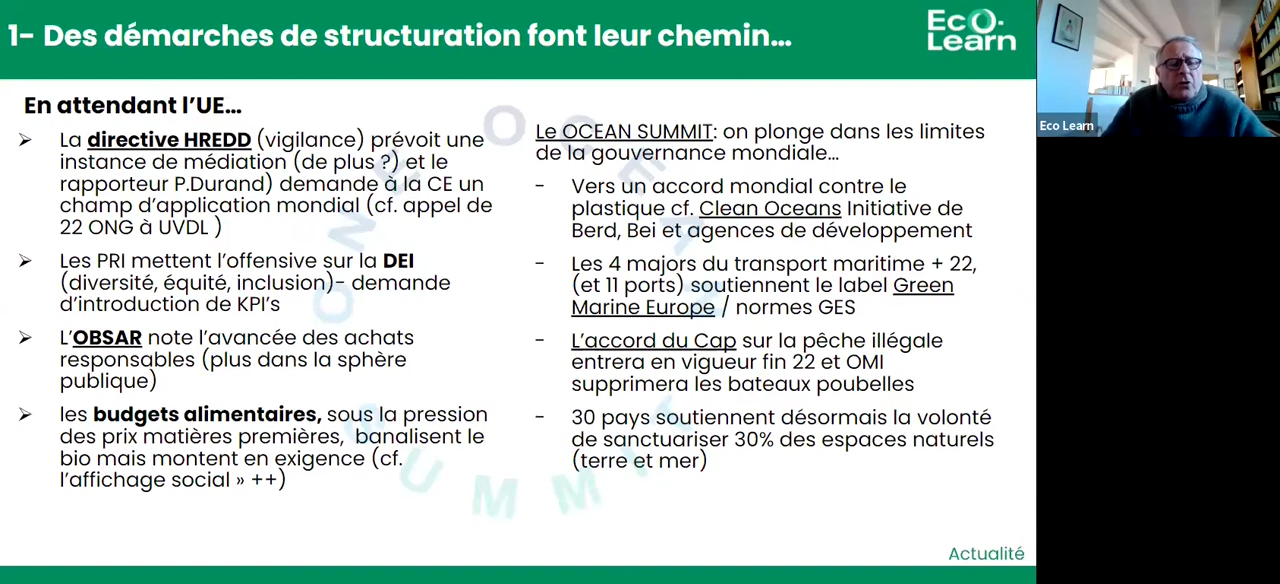 1- Des démarches de structuration font leur chemin...
Eco.
Learn
En attendant l'UE...
La directive HREDD (vigilance) prévoit une
instance de médiation (de plus ?) et le
rapporteur P.Durand) demande à la CE un
champ d'application mondial (cf. appel de
22 ONG à UVDL )
Les PRI mettent l'offensive sur la DEI
(diversité, équité, inclusion)- demande
d'introduction de KPI's
L'OBSAR note l'avancée des achats
responsables (plus dans la sphère
publique)
les budgets alimentaires, sous la pression
des prix matières premières, banalisent le
bio mais montent en exigence (cf.
l'affichage social » ++)
Le OCEAN SUMMIT: on plonge dans les limites
de la gouvernance mondiale...
- Vers un accord mondial contre le
plastique cf. Clean Oceans Initiative de
Berd, Bei et agences de développement
- Les 4 majors du transport maritime + 22,
(et 11 ports) soutiennent le label Green
Marine Europe / normes GES
- L'accord du Cap sur la pêche illégale
entrera en vigueur fin 22 et OMI
supprimera les bateaux poubelles
- 30 pays soutiennent désormais la volonté
de sanctuariser 30% des espaces naturels
(terre et mer)
ONE OCEAN SUMMIT
Actualité
Eco Learn